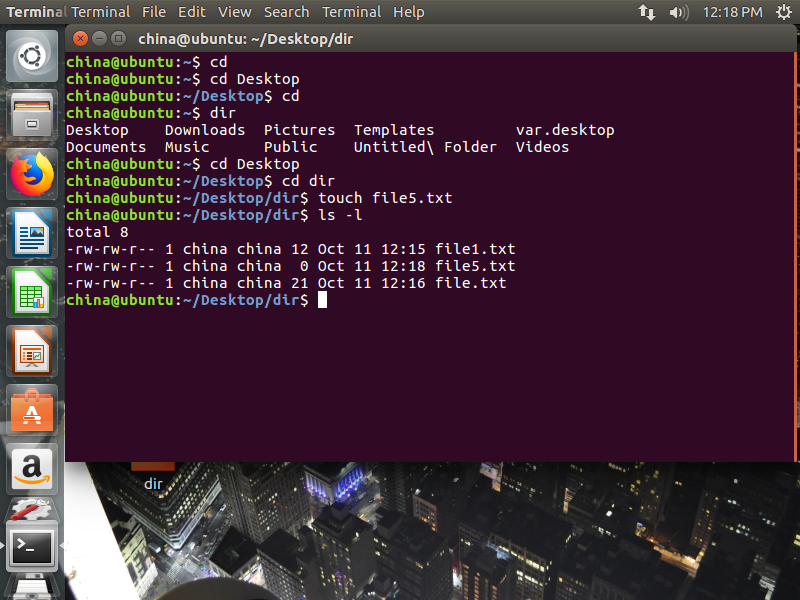 Terminal Terminal File Edit View Search Terminal Help 12:18 PM
china@ubuntu: ~/Desktop/dir
china@ubuntu:~$ cd
china@ubuntu:~$ cd Desktop
china@ubuntu:~/Desktop$ cd
china@ubuntu:~$ dir
Desktop    Downloads  Pictures  Templates         var.desktop
Documents  Music      Public    Untitled\ Folder  Videos
china@ubuntu:~$ cd Desktop
china@ubuntu:~/Desktop$ cd dir
china@ubuntu:~/Desktop/dir$ touch file5.txt
china@ubuntu:~/Desktop/dir$ ls -l
total 8
-rw-rw-r-- 1 china china 12 Oct 11 12:15 file1.txt
-rw-rw-r-- 1 china china  0 Oct 11 12:18 file5.txt
-rw-rw-r-- 1 china china 21 Oct 11 12:16 file.txt
china@ubuntu:~/Desktop/dir$
A
a
>_
dir